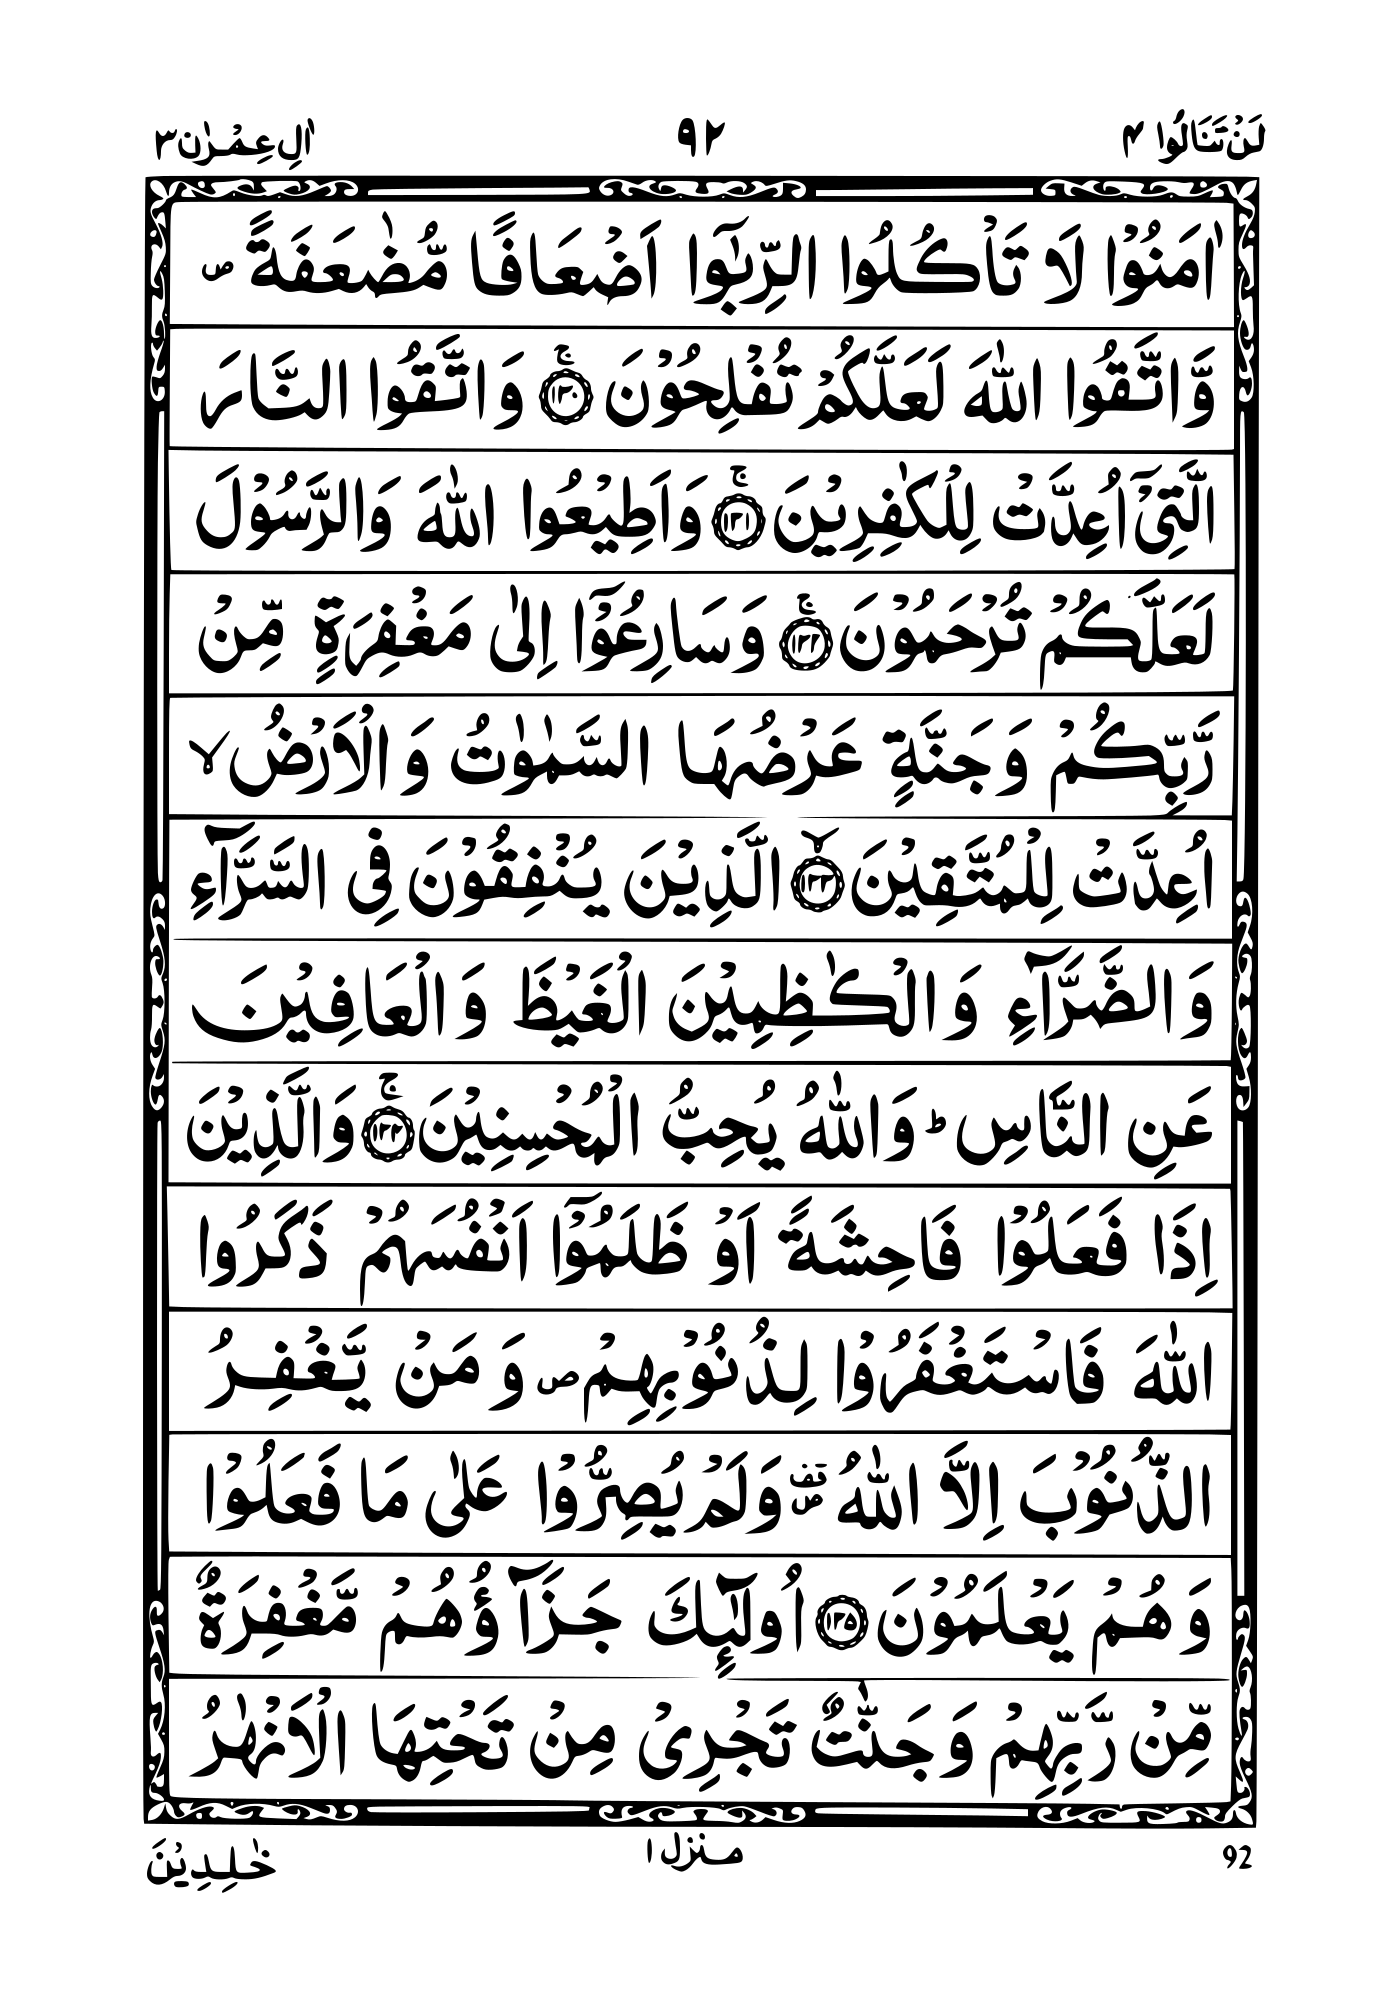 لَنْ تَنَالُوا ۴ ۹۲ اٰلِ عِمْرٰن ۳
اٰمَنُوْا لَا تَاْكُلُوا الرِّبٰۤوا اَضْعَافًا مُّضٰعَفَةً ۪
وَّاتَّقُوا اللّٰهَ لَعَلَّكُمْ تُفْلِحُوْنَ ۚ﴿۱۳۰﴾ وَاتَّقُوا النَّارَ
الَّتِیْۤ اُعِدَّتْ لِلْكٰفِرِیْنَ ۚ﴿۱۳۱﴾ وَاَطِیْعُوا اللّٰهَ وَالرَّسُوْلَ
لَعَلَّكُمْ تُرْحَمُوْنَ ۚ﴿۱۳۲﴾ وَسَارِعُوْۤا اِلٰی مَغْفِرَةٍ مِّنْ
رَّبِّكُمْ وَجَنَّةٍ عَرْضُهَا السَّمٰوٰتُ وَالْاَرْضُ ۙ
اُعِدَّتْ لِلْمُتَّقِیْنَ ۙ﴿۱۳۳﴾ الَّذِیْنَ یُنْفِقُوْنَ فِی السَّرَّآءِ
وَالضَّرَّآءِ وَالْكٰظِمِیْنَ الْغَیْظَ وَالْعَافِیْنَ
عَنِ النَّاسِ ؕ وَاللّٰهُ یُحِبُّ الْمُحْسِنِیْنَ ۚ﴿۱۳۴﴾ وَالَّذِیْنَ
اِذَا فَعَلُوْا فَاحِشَةً اَوْ ظَلَمُوْۤا اَنْفُسَهُمْ ذَكَرُوا
اللّٰهَ فَاسْتَغْفَرُوْا لِذُنُوْبِهِمْ ۪ وَمَنْ یَّغْفِرُ
الذُّنُوْبَ اِلَّا اللّٰهُ قف ص وَلَمْ یُصِرُّوْا عَلٰی مَا فَعَلُوْا
وَهُمْ یَعْلَمُوْنَ ﴿۱۳۵﴾ اُولٰٓئِكَ جَزَآؤُهُمْ مَّغْفِرَةٌ
مِّنْ رَّبِّهِمْ وَجَنّٰتٌ تَجْرِیْ مِنْ تَحْتِهَا الْاَنْهٰرُ
92 منزل ۱ خٰلِدِیْنَ